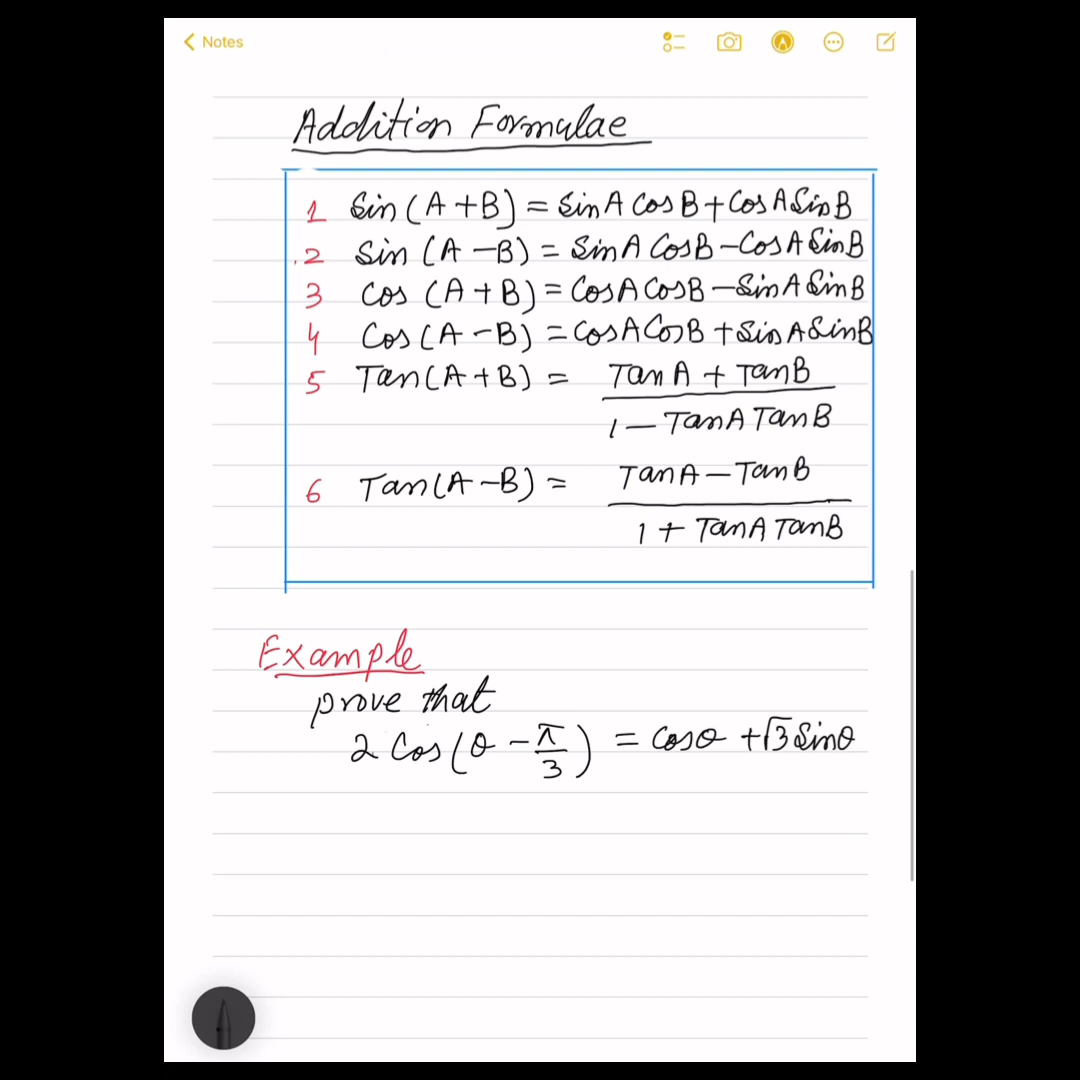 Notes
Addition Formulae
1 Sin(A+B) = SinA CosB + CosA SinB
.2 Sin(A-B) = SinA CosB - CosA SinB
3 Cos(A+B) = CosA CosB - SinA SinB
4 Cos(A-B) = CosA CosB + SinA SinB
5 Tan(A+B) = TanA + TanB
1 - TanA TanB
6 Tan(A-B) = TanA - TanB
1 + TanA TanB
Example
prove that
2 Cos(θ - π/3) = Cosθ + √3 Sinθ